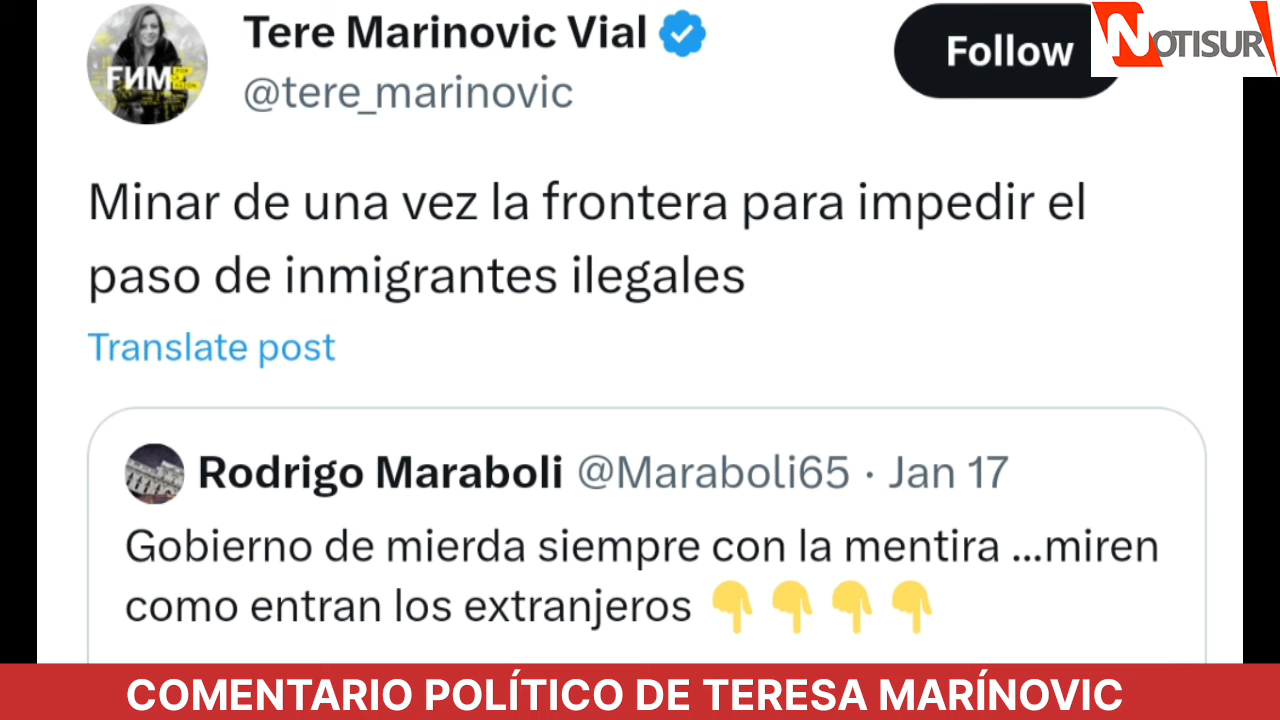 Tere Marinovic Vial
@tere_marinovic
Follow
NOTISUR
Minar de una vez la frontera para impedir el
paso de inmigrantes ilegales
Translate post
Rodrigo Maraboli @Maraboli65 · Jan 17
Gobierno de mierda siempre con la mentira ...miren
como entran los extranjeros 👇👇👇👇
COMENTARIO POLÍTICO DE TERESA MARÍNOVIC